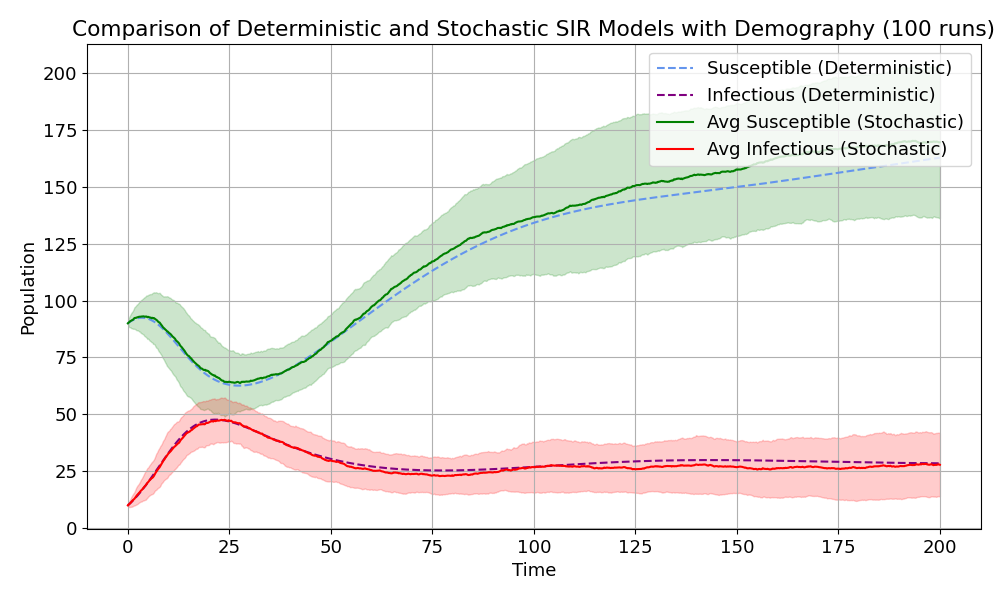 Comparison of Deterministic and Stochastic SIR Models with Demography (100 runs)
Susceptible (Deterministic)
Infectious (Deterministic)
Avg Susceptible (Stochastic)
Avg Infectious (Stochastic)
Population
200
175
150
125
100
75
50
25
0
0 25 50 75 100 125 150 175 200
Time